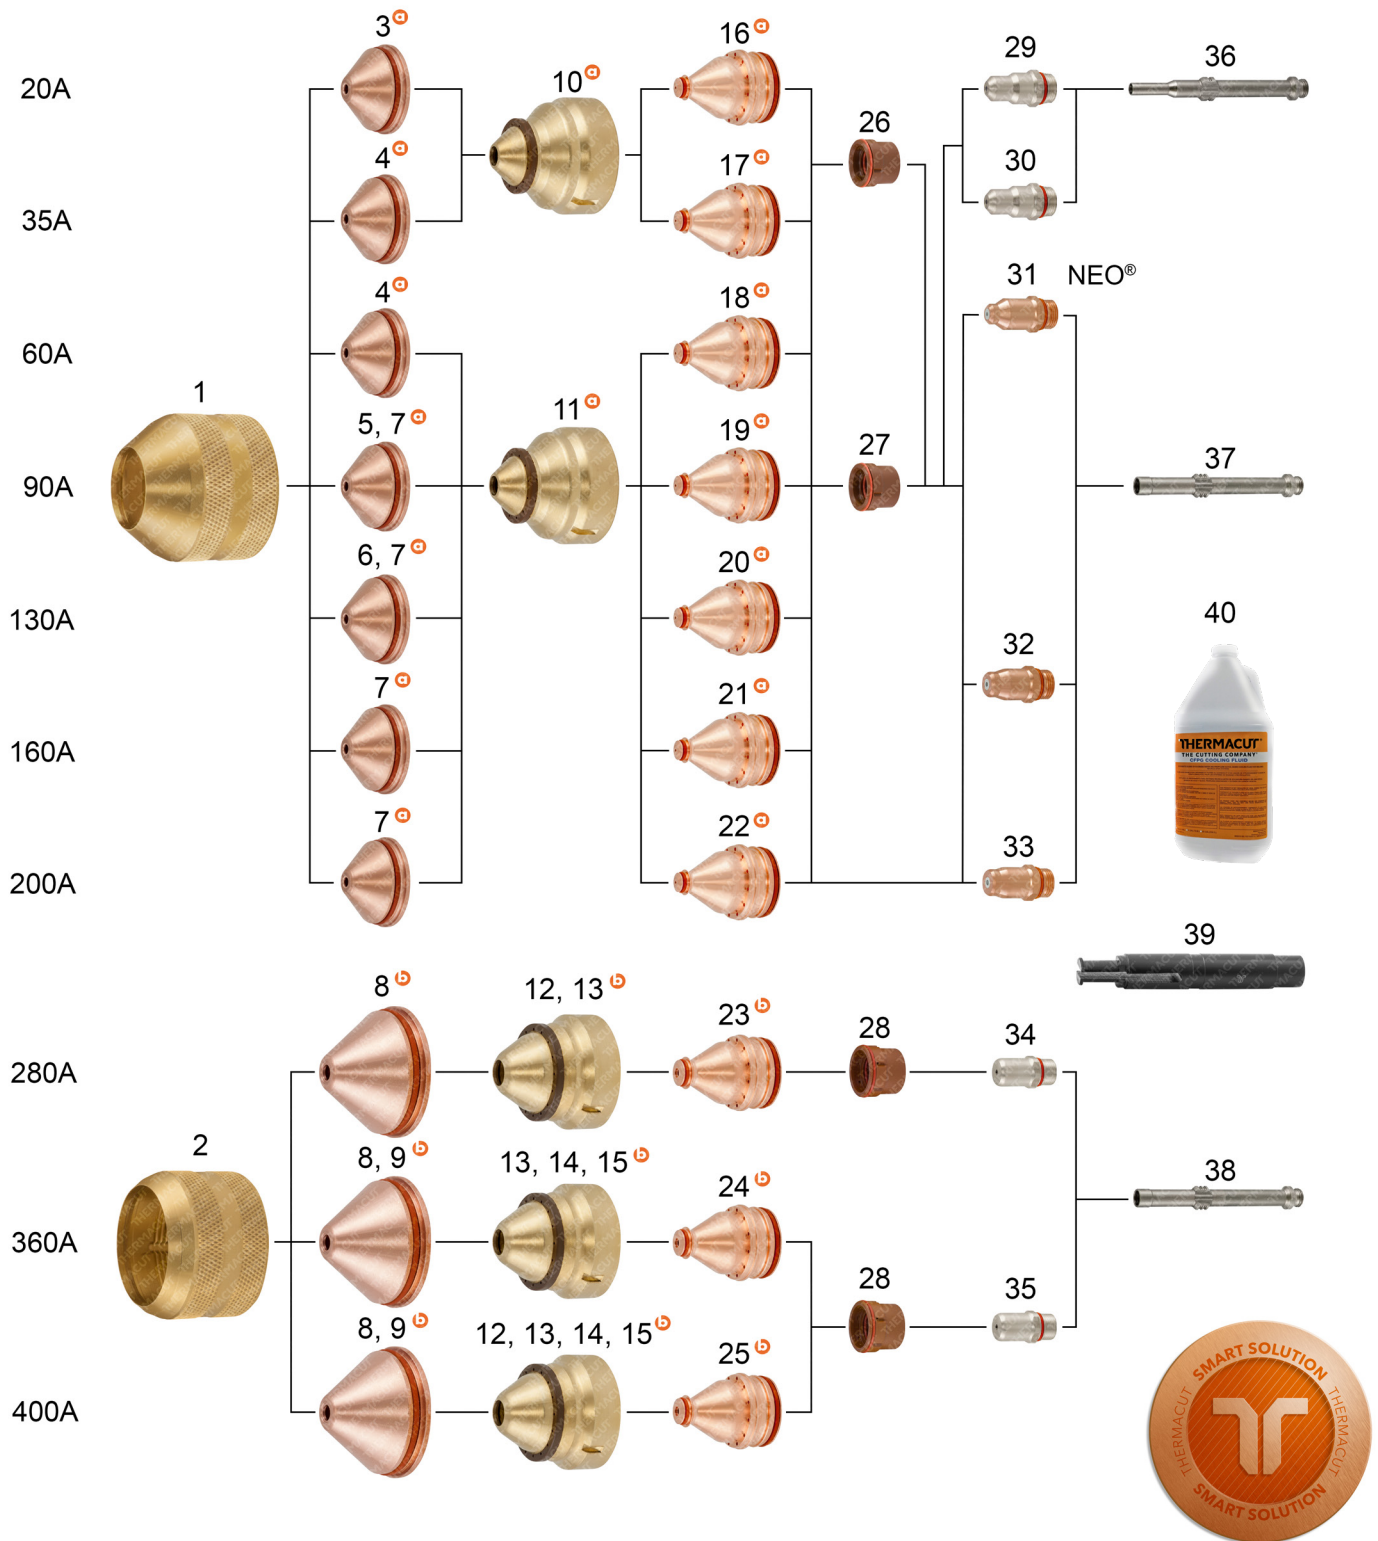 3 a
16 a
29
36
20A
10 a
26
4 a
17 a
30
35A
4 a
18 a
31 NEO®
60A
1
5, 7 a
11 a
19 a
27
37
90A
6, 7 a
20 a
40
130A
7 a
21 a
32
160A
THERMACUT®
THE CUTTING COMPANY®
7 a
22 a
33
200A
39
8 b
12, 13 b
23 b
28
34
280A
2
8, 9 b
13, 14, 15 b
24 b
38
360A
28
35
8, 9 b
12, 13, 14, 15 b
25 b
400A
SMART SOLUTION
THERMACUT
THERMACUT
SMART SOLUTION